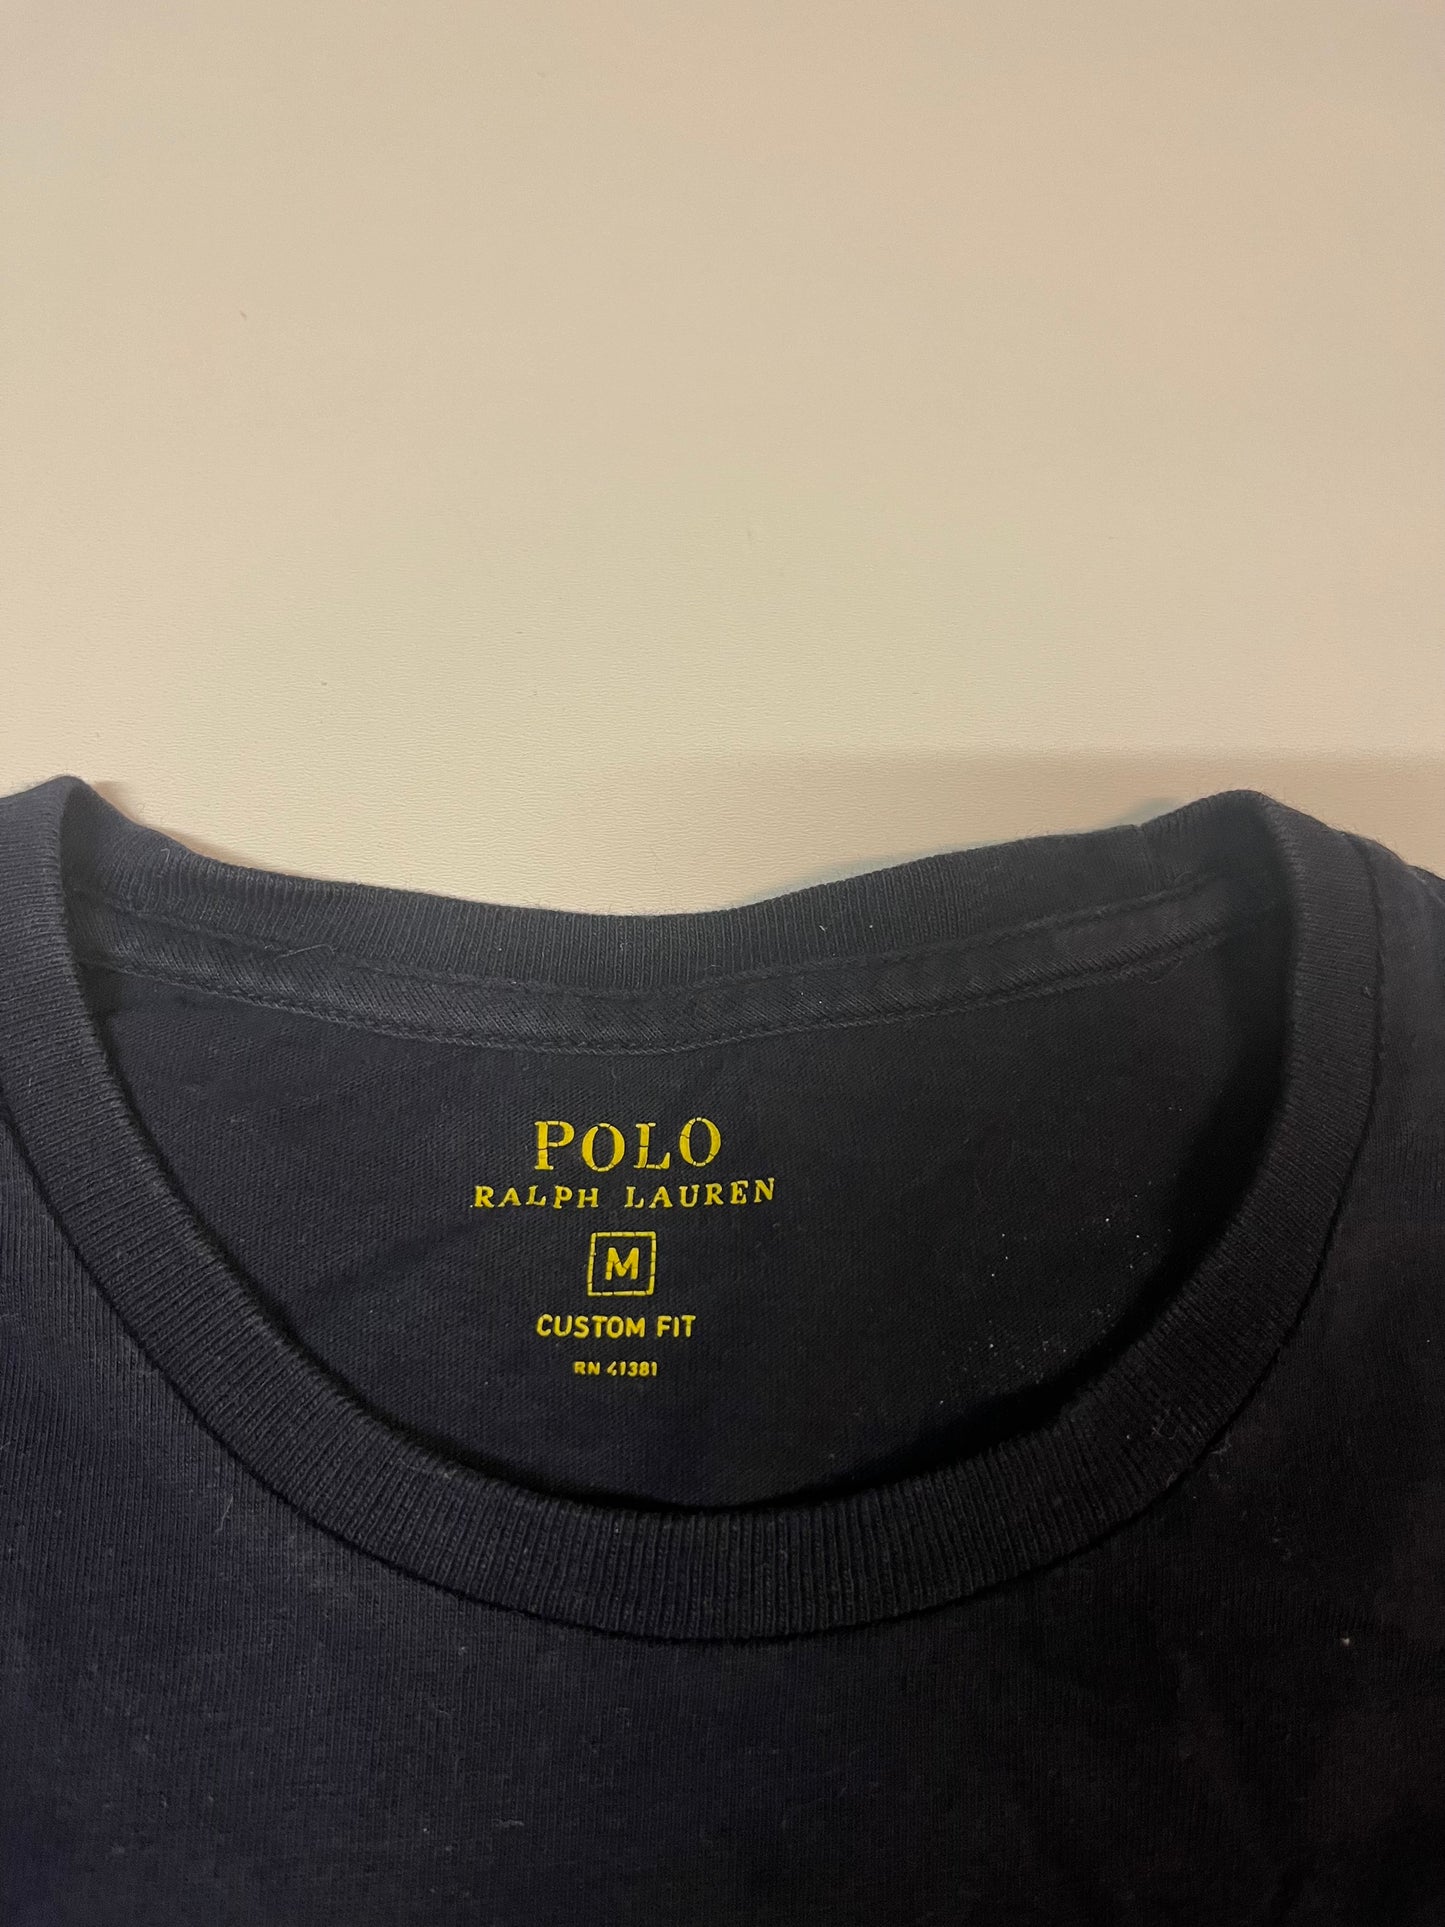 POLO
RALPH LAUREN
M
CUSTOM FIT
RN 41381